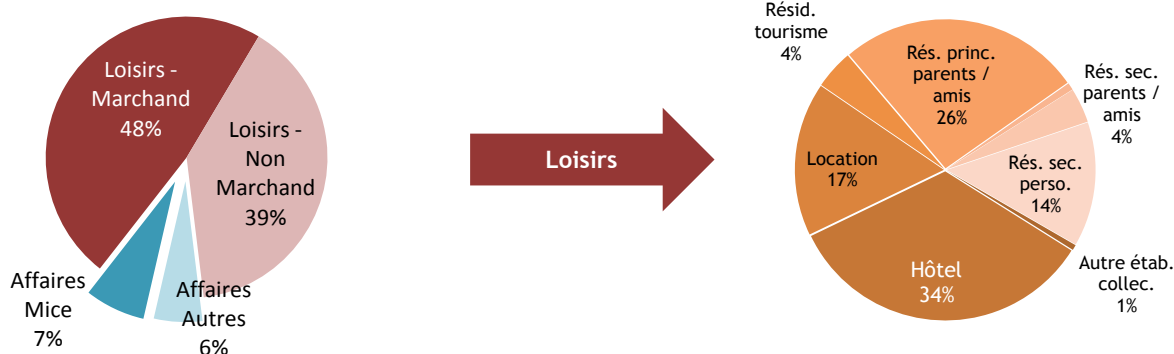 Loisirs -
Marchand
48%
Loisirs -
Non
Marchand
39%
Affaires
Mice
7%
Affaires
Autres
6%
Loisirs
Résid.
tourisme
4%
Rés. princ.
parents /
amis
26%
Rés. sec.
parents /
amis
4%
Location
17%
Rés. sec.
perso.
14%
Hôtel
34%
Autre étab.
collec.
1%